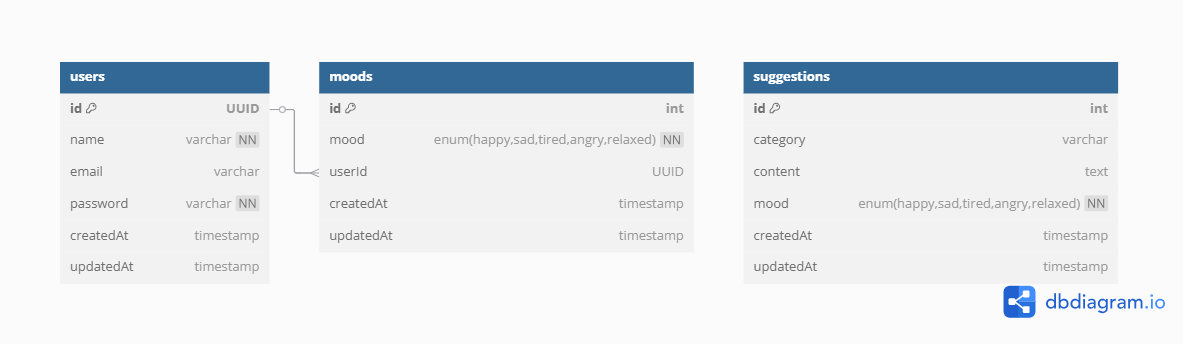 users
id UUID
name varchar NN
email varchar
password varchar NN
createdAt timestamp
updatedAt timestamp
moods
id int
mood enum(happy,sad,tired,angry,relaxed) NN
userId UUID
createdAt timestamp
updatedAt timestamp
suggestions
id int
category varchar
content text
mood enum(happy,sad,tired,angry,relaxed) NN
createdAt timestamp
updatedAt timestamp
dbdiagram.io